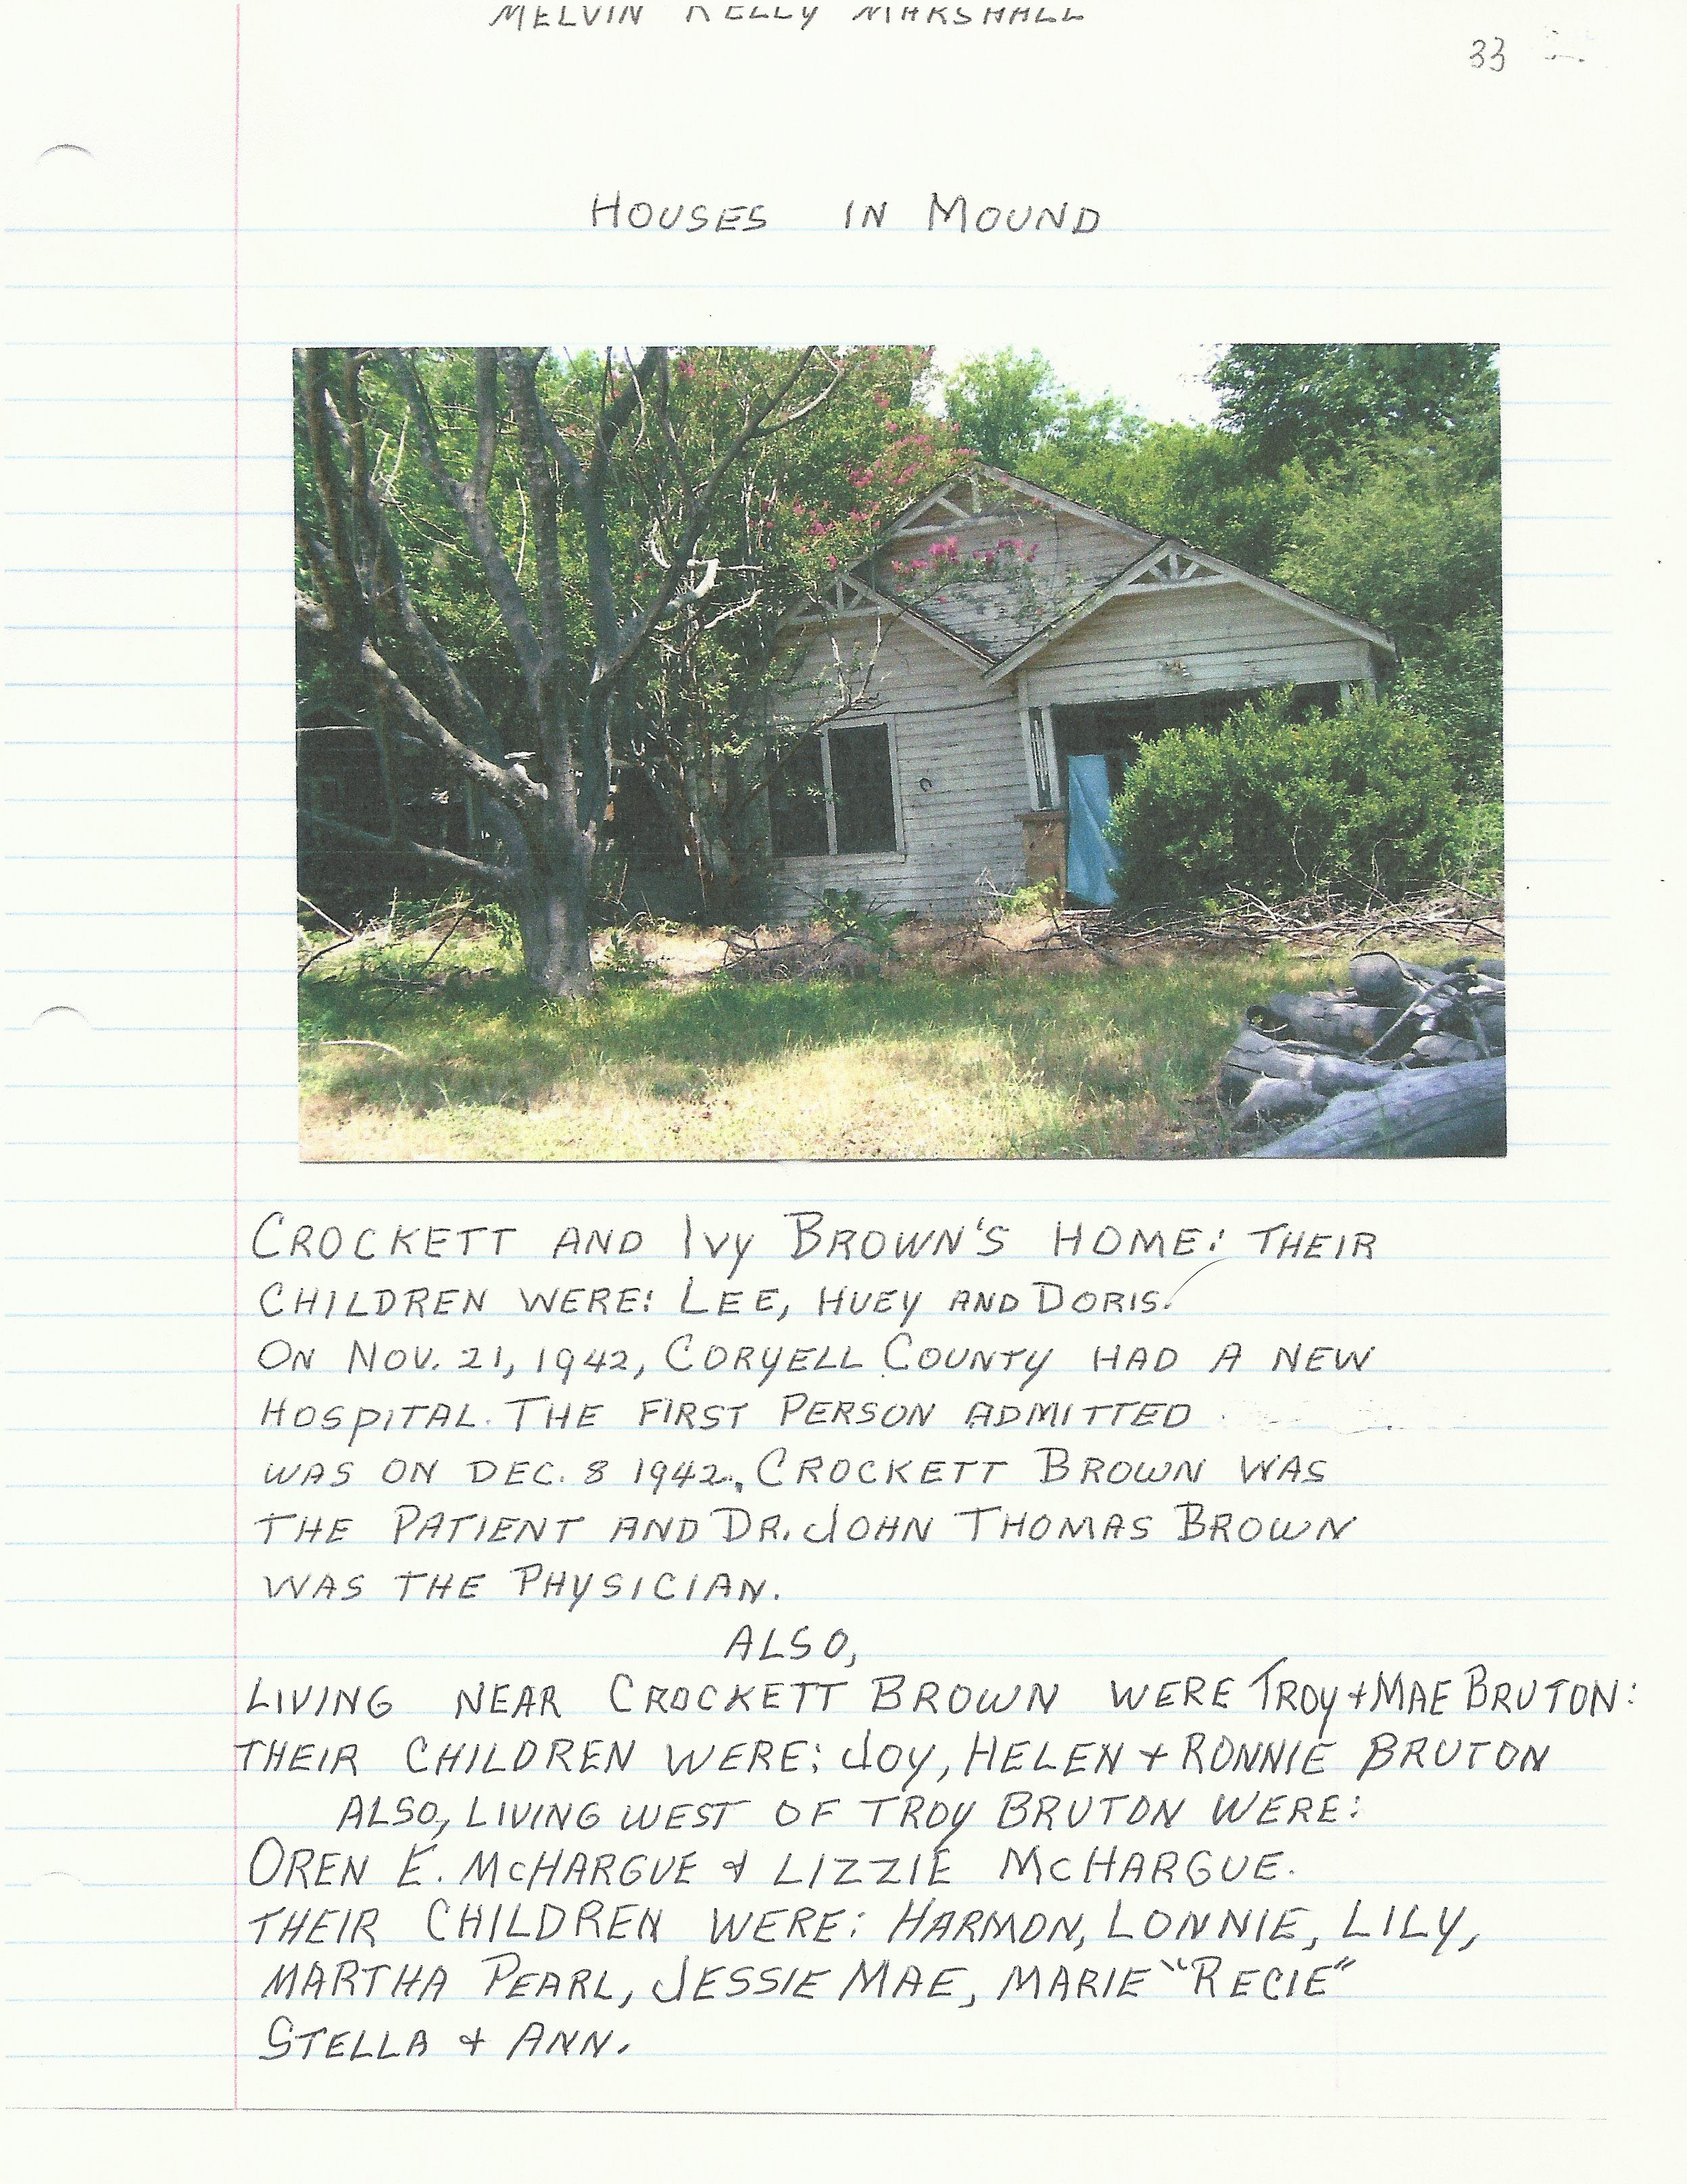 MELVIN KELLY MARSHALL
33
HOUSES IN MOUND
CROCKETT AND IVY BROWN'S HOME: THEIR
CHILDREN WERE: LEE, HUEY AND DORIS.
ON NOV. 21, 1942, CORYELL COUNTY HAD A NEW
HOSPITAL. THE FIRST PERSON ADMITTED
WAS ON DEC. 8 1942, CROCKETT BROWN WAS
THE PATIENT AND DR. JOHN THOMAS BROWN
WAS THE PHYSICIAN.
ALSO,
LIVING NEAR CROCKETT BROWN WERE TROY + MAE BRUTON:
THEIR CHILDREN WERE: JOY, HELEN + RONNIE BRUTON
ALSO, LIVING WEST OF TROY BRUTON WERE:
OREN E. McHARGUE & LIZZIE McHARGUE.
THEIR CHILDREN WERE: HARMON, LONNIE, LILY,
MARTHA PEARL, JESSIE MAE, MARIE "RECIE"
STELLA + ANN.